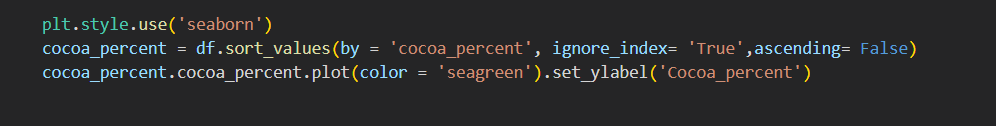 plt.style.use('seaborn')
cocoa_percent = df.sort_values(by = 'cocoa_percent', ignore_index= 'True',ascending= False)
cocoa_percent.cocoa_percent.plot(color = 'seagreen').set_ylabel('Cocoa_percent')